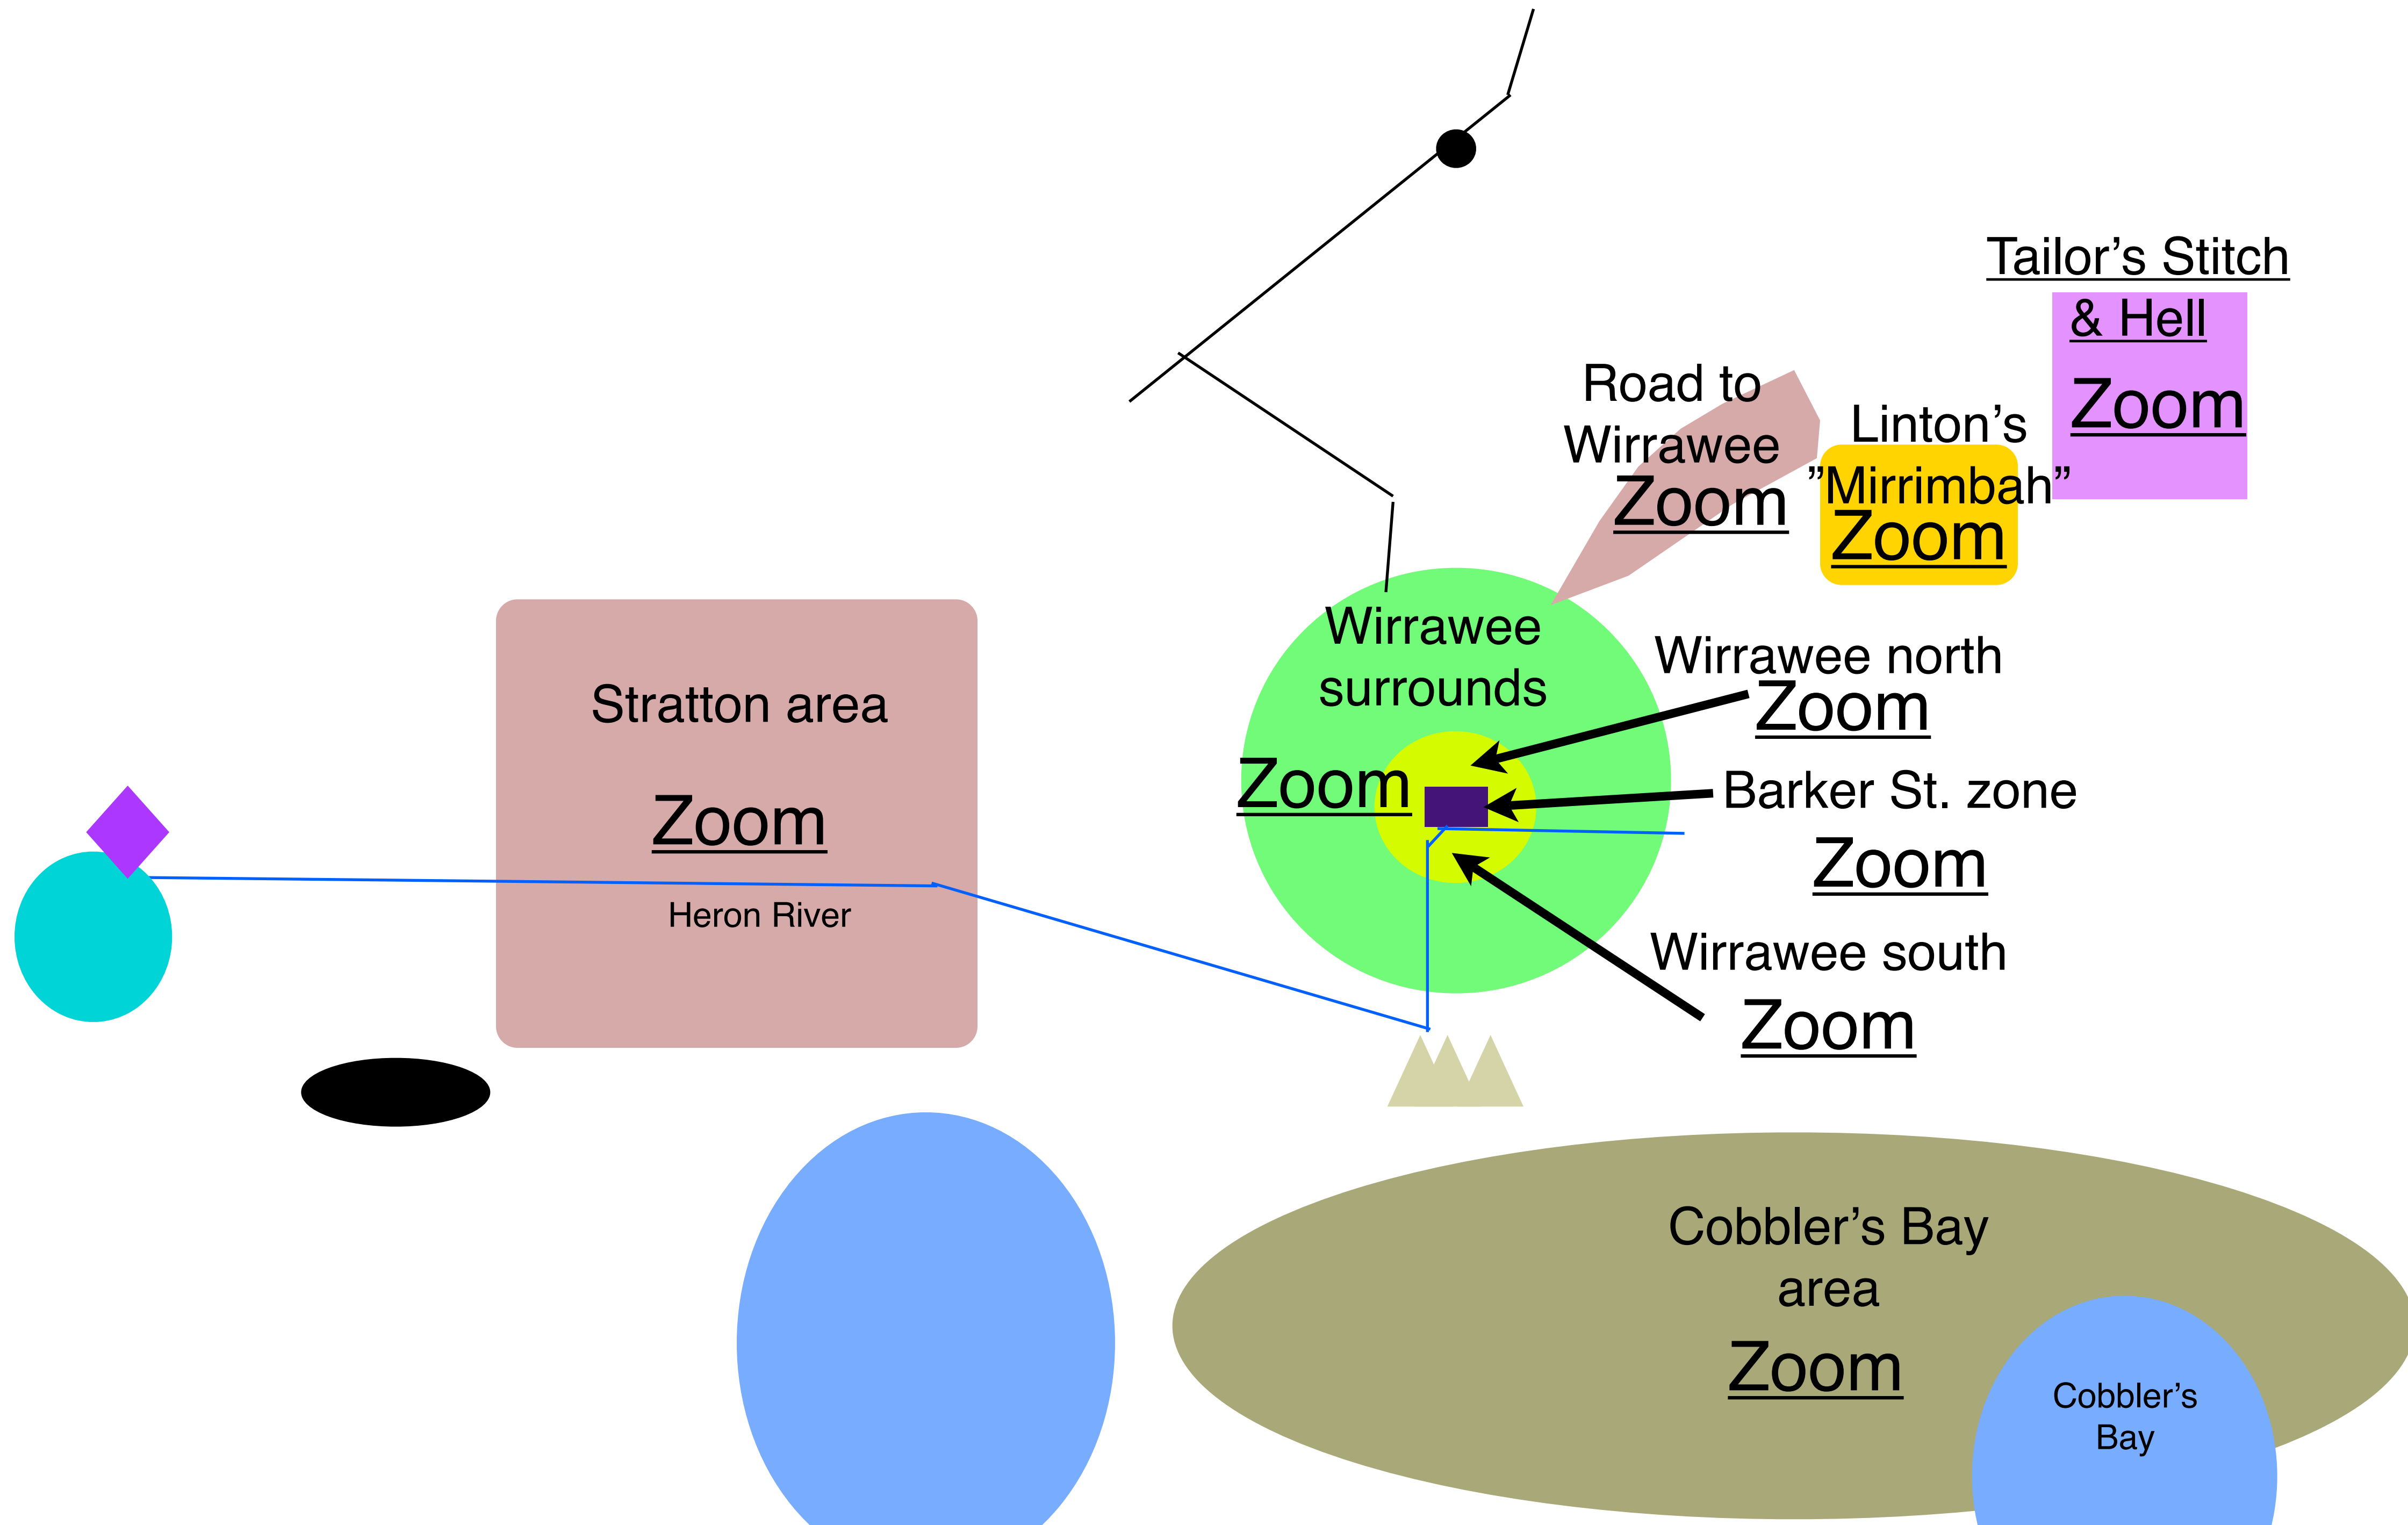 Tailor’s Stitch
& Hell
Zoom
Road to
Wirrawee
Zoom
Linton’s
”Mirrimbah”
Zoom
Wirrawee
surrounds
Zoom
Wirrawee north
Zoom
Barker St. zone
Zoom
Wirrawee south
Zoom
Stratton area
Zoom
Heron River
Cobbler’s Bay
area
Zoom
Cobbler’s
Bay